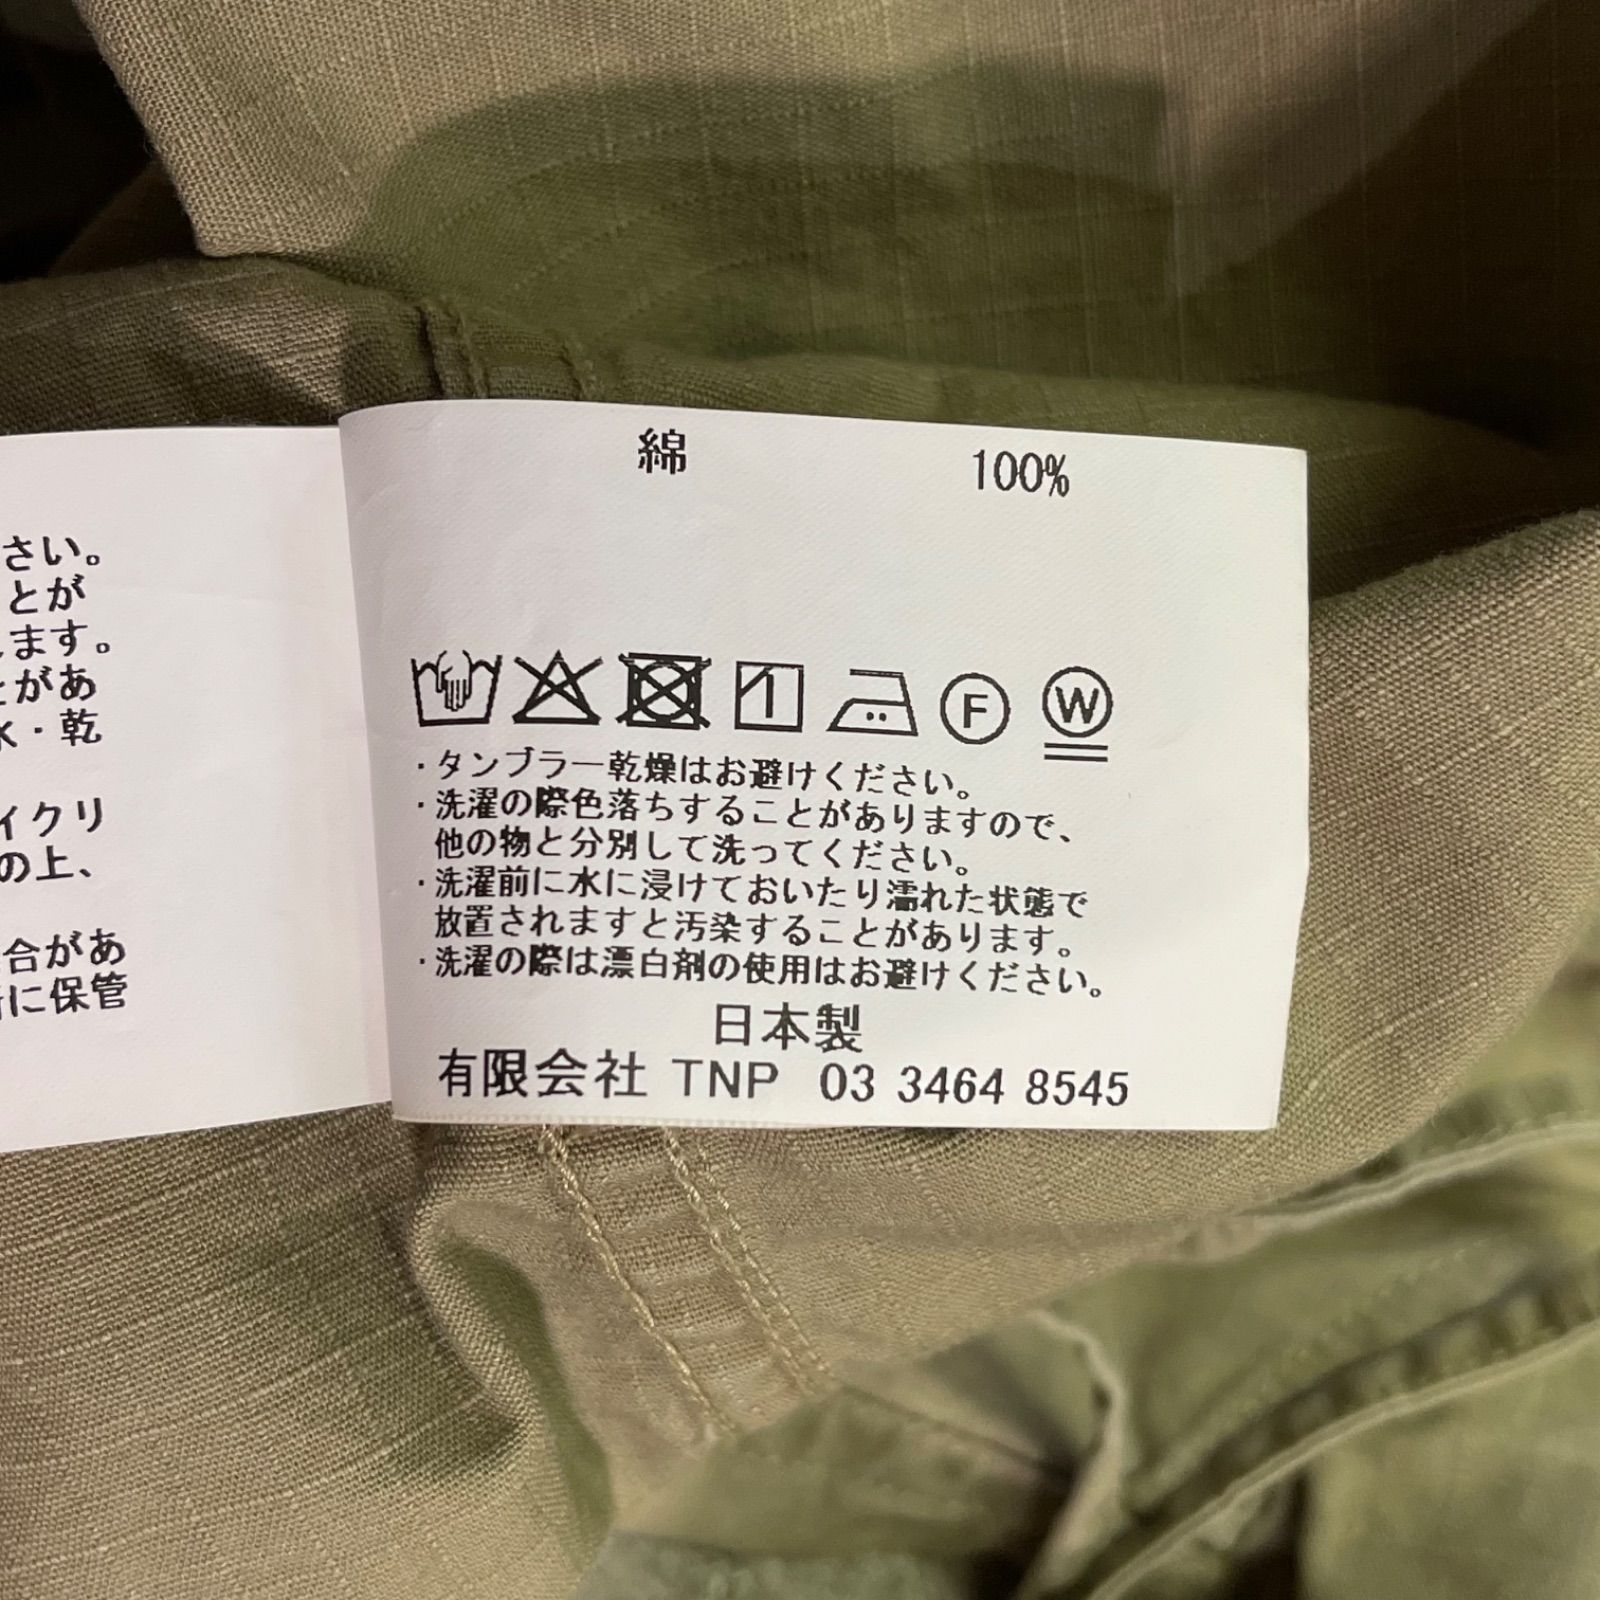 さい。
とが
ます。
とがあ
水・乾
イクリ
の上、
合があ
に保管
綿 100%
F W
・タンブラー乾燥はお避けください。
・洗濯の際色落ちすることがありますので、
他の物と分別して洗ってください。
・洗濯前に水に浸けておいたり濡れた状態で
放置されますと汚染することがあります。
・洗濯の際は漂白剤の使用はお避けください。
日本製
有限会社 TNP 03 3464 8545